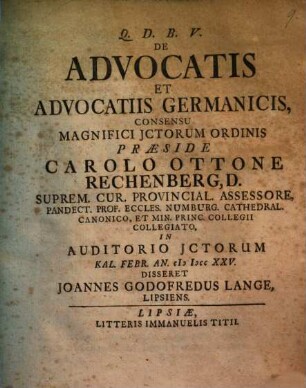 Q. D. B. V.
DE
ADVOCATIS
ET
ADVOCATIIS GERMANICIS,
CONSENSU
MAGNIFICI JCTORUM ORDINIS
PRÆSIDE
CAROLO OTTONE
RECHENBERG, D.
SUPREM. CUR. PROVINCIAL. ASSESSORE,
PANDECT. PROF. ECCLES. NUMBURG. CATHEDRAL.
CANONICO, ET MIN. PRINC. COLLEGII
COLLEGIATO,
IN
AUDITORIO JCTORUM
KAL. FEBR. AN. cIↃ IↃcc XXV.
DISSERET
JOANNES GODOFREDUS LANGE,
LIPSIENS.
LIPSIÆ,
LITTERIS IMMANUELIS TITII.